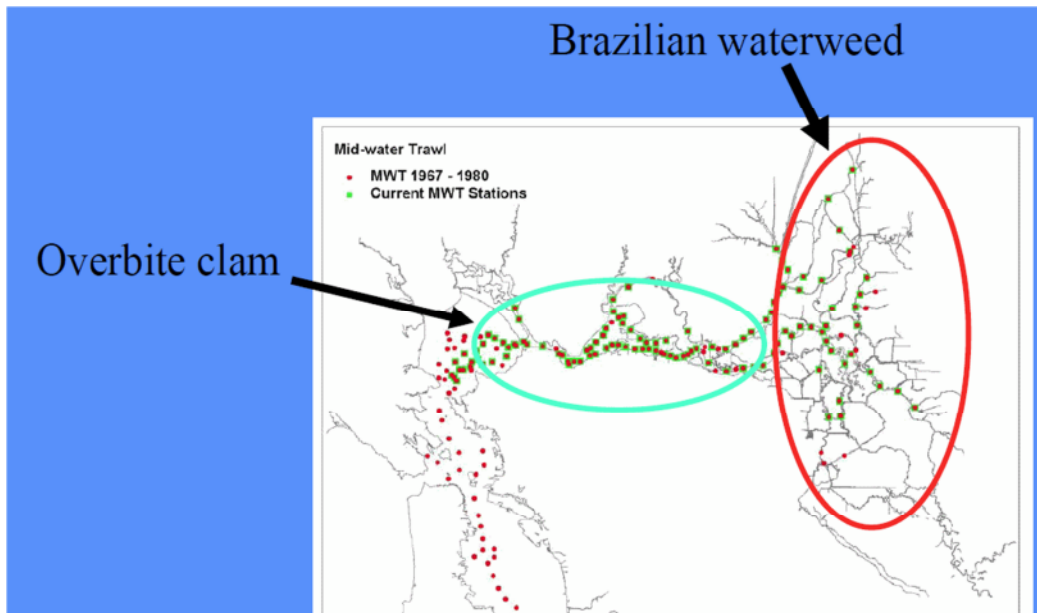 Brazilian waterweed
Mid-water Trawl
MWT 1967 - 1980
Current MWT Stations
Overbite clam